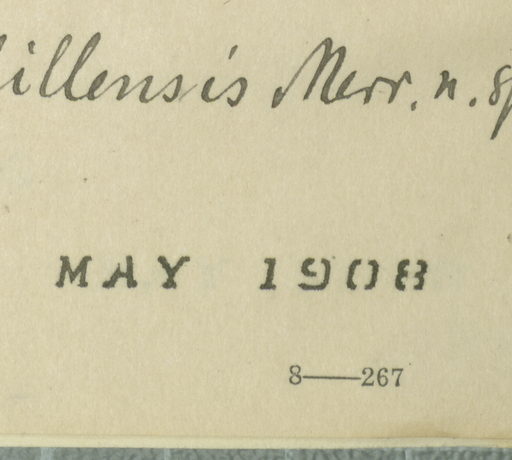 illensis Merr. n. sp
MAY 1908
8—267